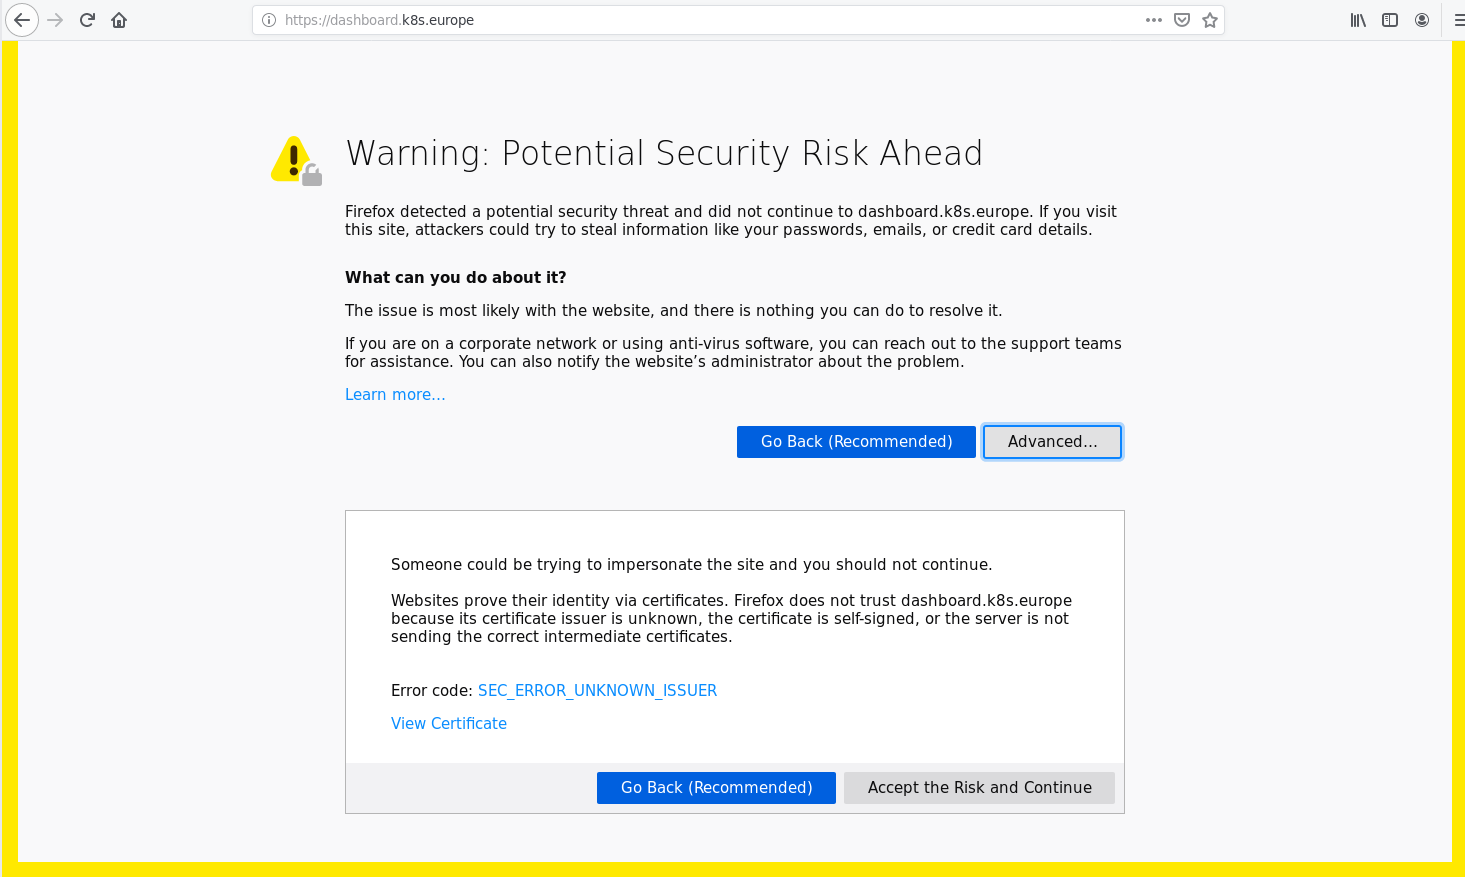 https://dashboard.k8s.europe
Warning: Potential Security Risk Ahead
Firefox detected a potential security threat and did not continue to dashboard.k8s.europe. If you visit
this site, attackers could try to steal information like your passwords, emails, or credit card details.
What can you do about it?
The issue is most likely with the website, and there is nothing you can do to resolve it.
If you are on a corporate network or using anti-virus software, you can reach out to the support teams
for assistance. You can also notify the website’s administrator about the problem.
Learn more…
Go Back (Recommended) Advanced…
Someone could be trying to impersonate the site and you should not continue.
Websites prove their identity via certificates. Firefox does not trust dashboard.k8s.europe
because its certificate issuer is unknown, the certificate is self-signed, or the server is not
sending the correct intermediate certificates.
Error code: SEC_ERROR_UNKNOWN_ISSUER
View Certificate
Go Back (Recommended) Accept the Risk and Continue